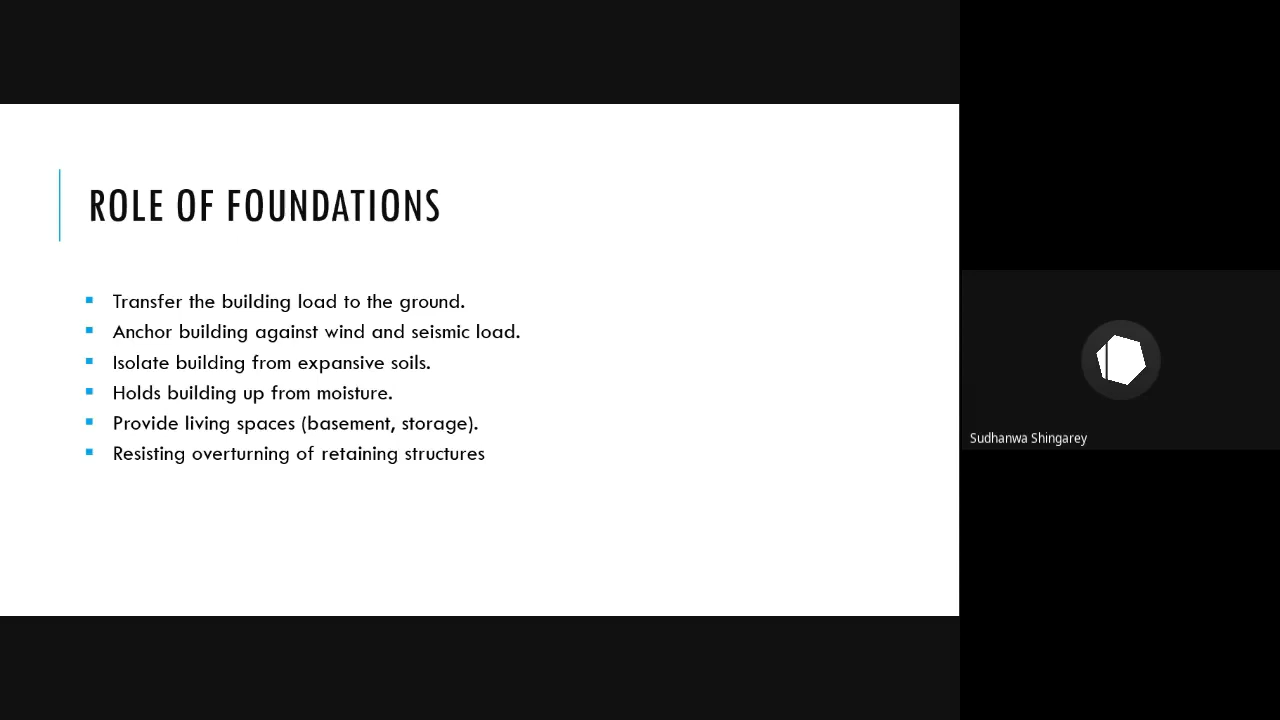 ROLE OF FOUNDATIONS
Transfer the building load to the ground.
Anchor building against wind and seismic load.
Isolate building from expansive soils.
Holds building up from moisture.
Provide living spaces (basement, storage).
Resisting overturning of retaining structures
Sudhanwa Shingarey